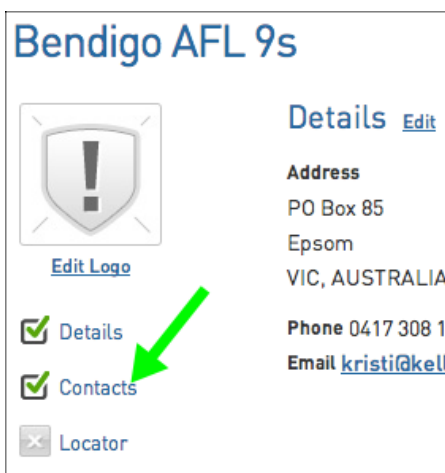 Bendigo AFL 9s
Edit Logo
Details
Contacts
Locator
Details Edit
Address
PO Box 85
Epsom
VIC, AUSTRALIA
Phone 0417 308 1
Email kristi@kell